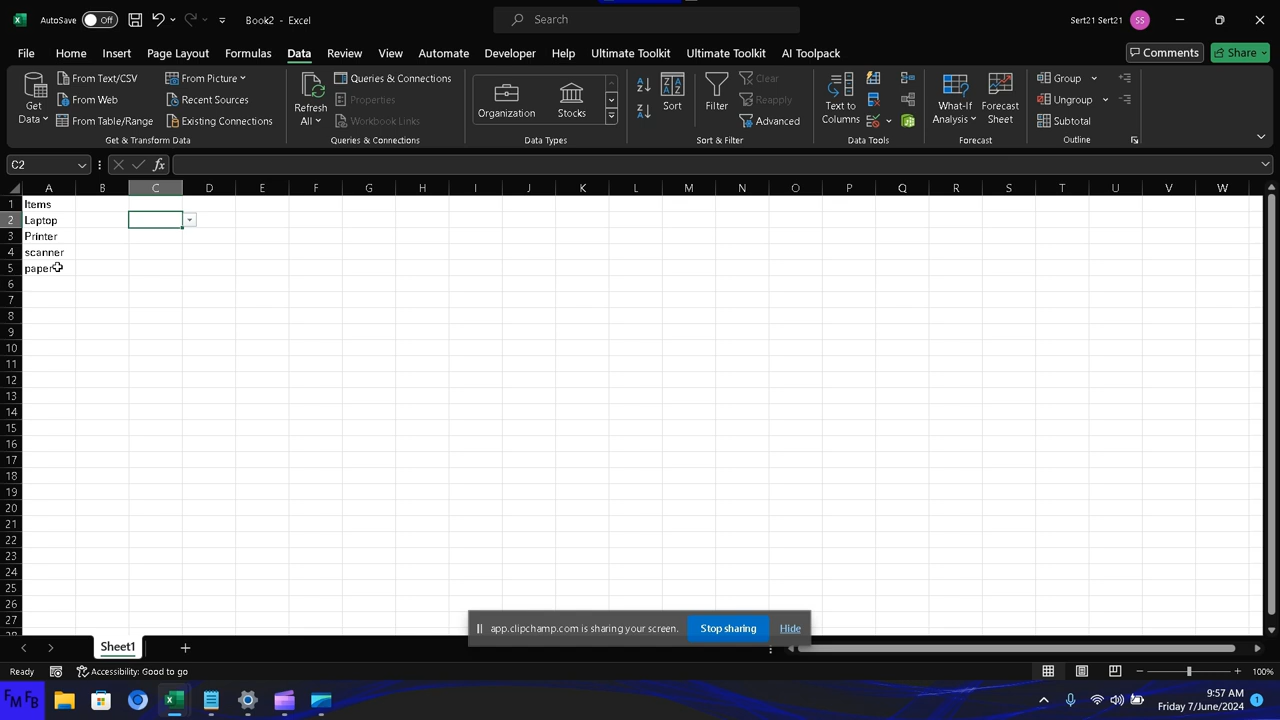 AutoSave Off Book2 - Excel Search Sert21 Sert21 SS
File Home Insert Page Layout Formulas Data Review View Automate Developer Help Ultimate Toolkit Ultimate Toolkit AI Toolpack Comments Share
Get Data
From Text/CSV
From Web
From Table/Range
From Picture
Recent Sources
Existing Connections
Get & Transform Data
Refresh All
Queries & Connections
Properties
Workbook Links
Queries & Connections
Organization
Stocks
Data Types
Sort
Filter
Clear
Reapply
Advanced
Sort & Filter
Text to Columns
Data Tools
What-If Analysis
Forecast Sheet
Forecast
Group
Ungroup
Subtotal
Outline
C2 fx
A B C D E F G H I J K L M N O P Q R S T U V W
1 Items
2 Laptop
3 Printer
4 scanner
5 paper
6
7
8
9
10
11
12
13
14
15
16
17
18
19
20
21
22
23
24
25
26
27
app.clipchamp.com is sharing your screen. Stop sharing Hide
Sheet1
Ready Accessibility: Good to go 100%
FM FB
9:57 AM
Friday 7/June/2024
1